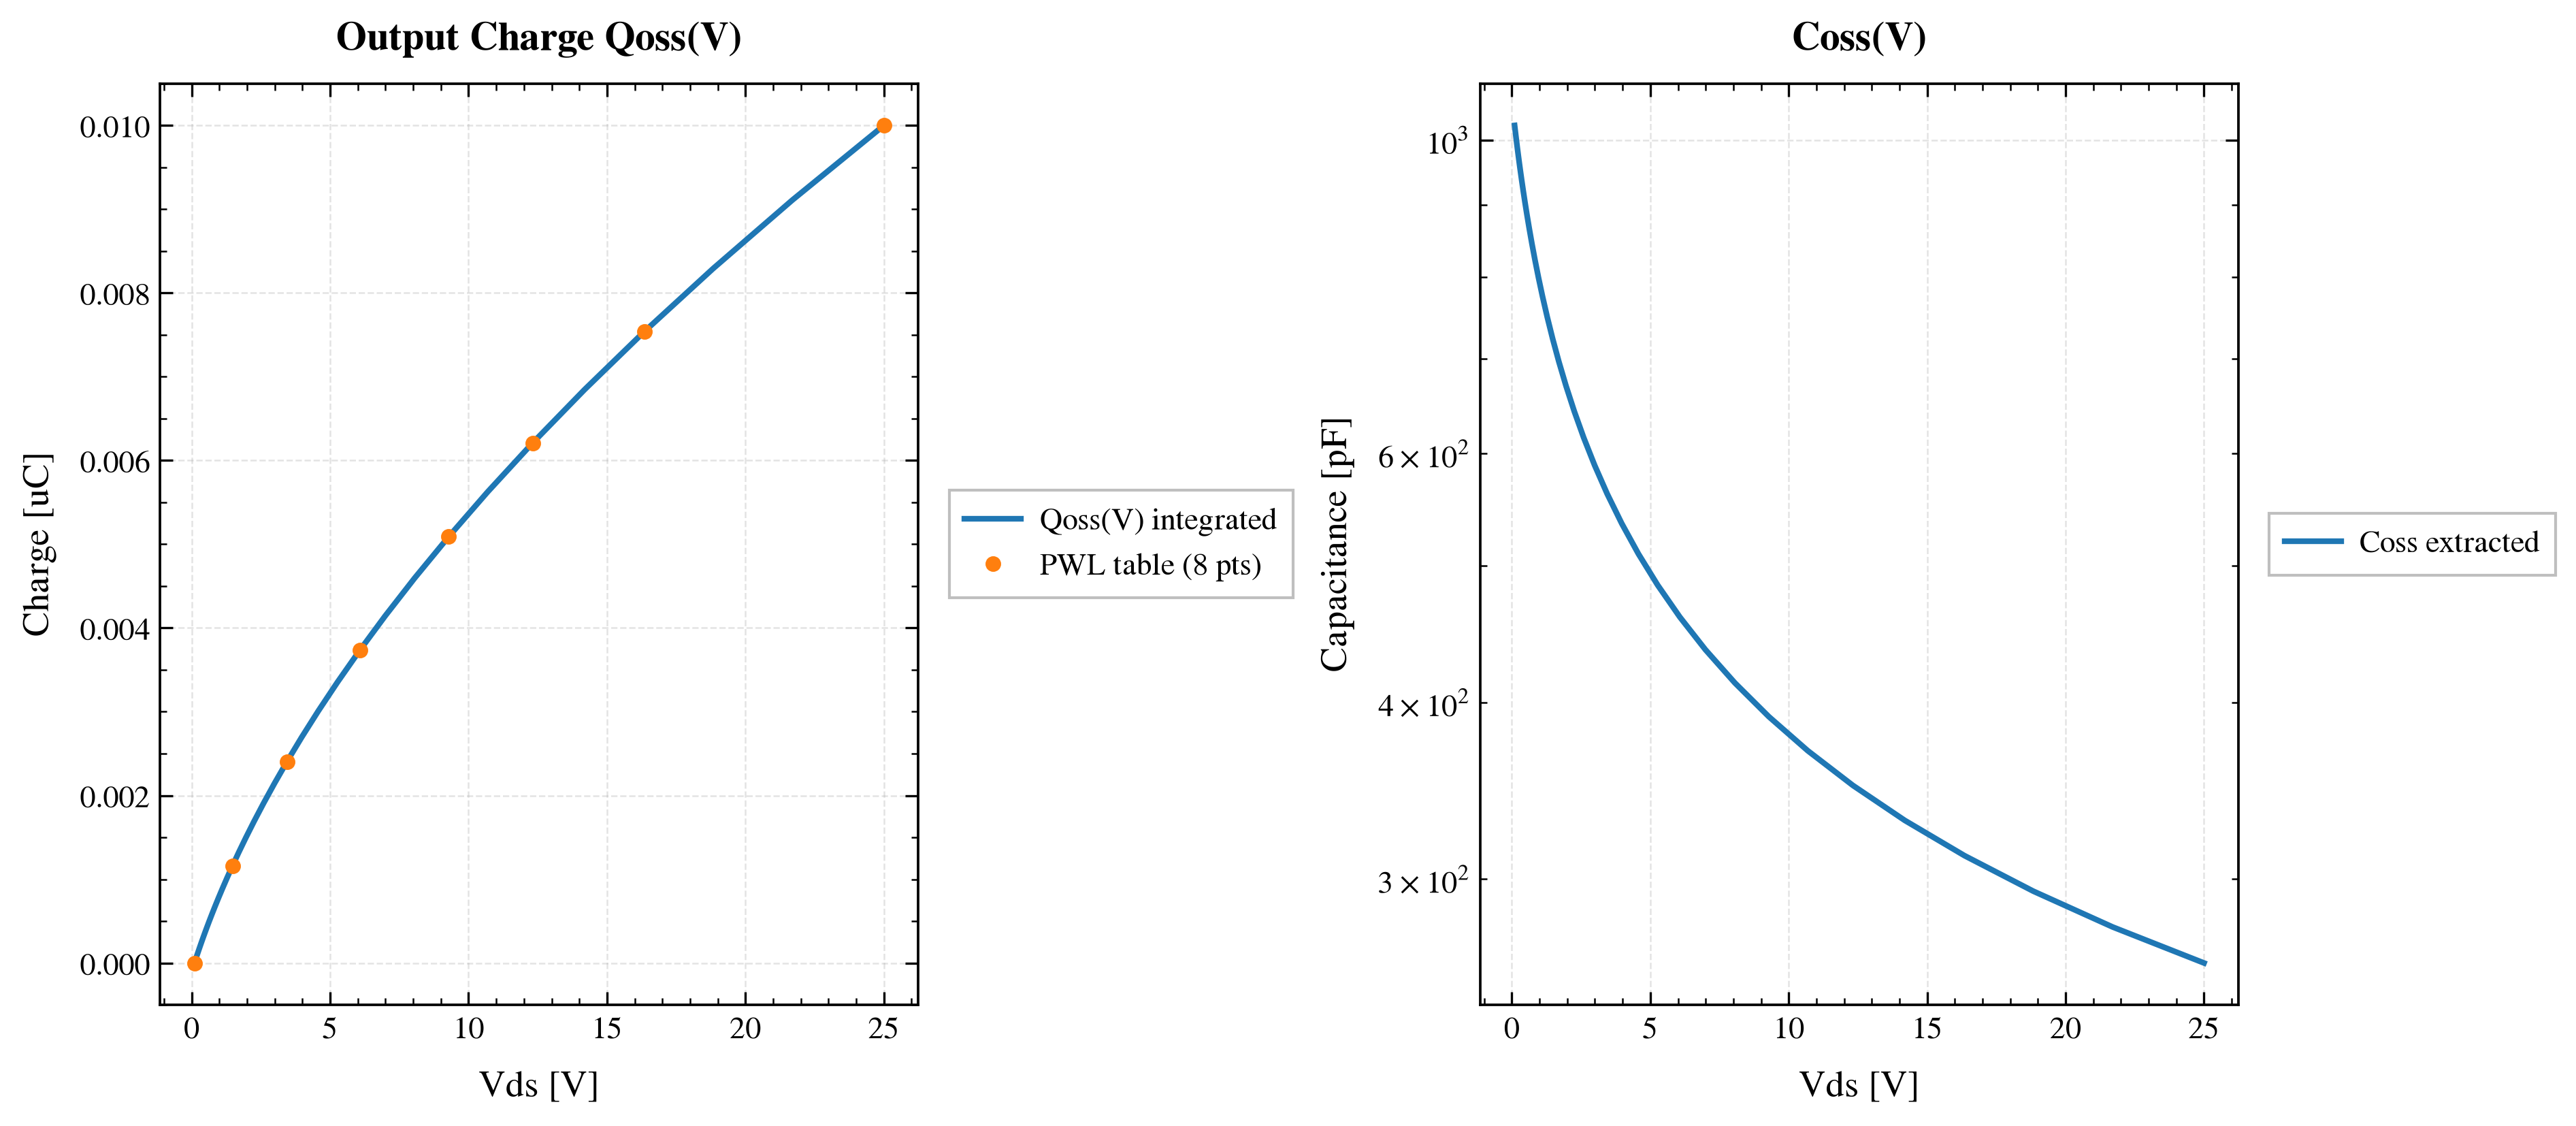 Output Charge Qoss(V)
0.010
0.008
0.006
0.004
0.002
0.000
Charge [uC]
0 5 10 15 20 25
Vds [V]
Qoss(V) integrated
PWL table (8 pts)
Coss(V)
10³
6 × 10²
4 × 10²
3 × 10²
Capacitance [pF]
0 5 10 15 20 25
Vds [V]
Coss extracted